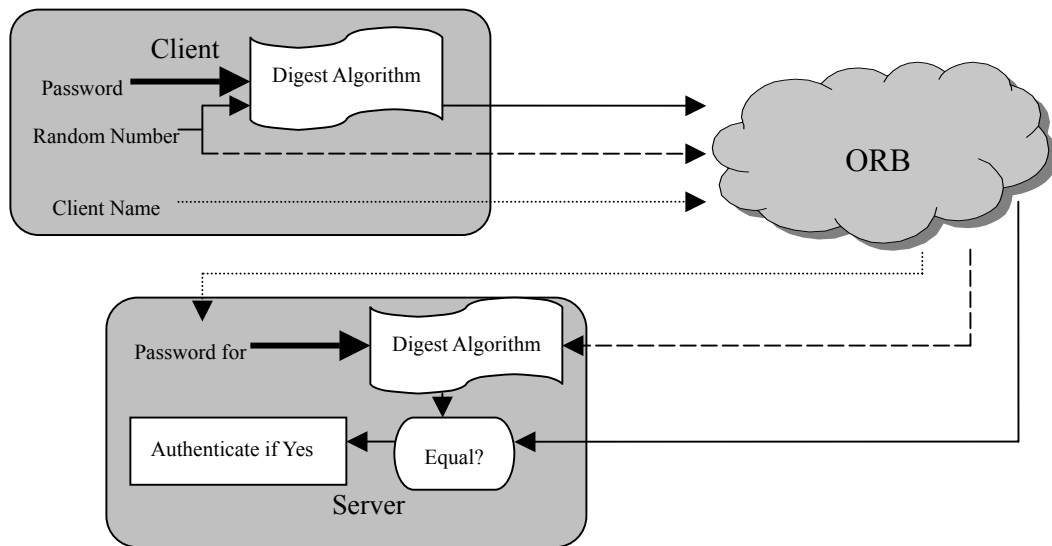 Client
Digest Algorithm
Password
Random Number
Client Name
ORB
Password for
Digest Algorithm
Authenticate if Yes
Equal?
Server